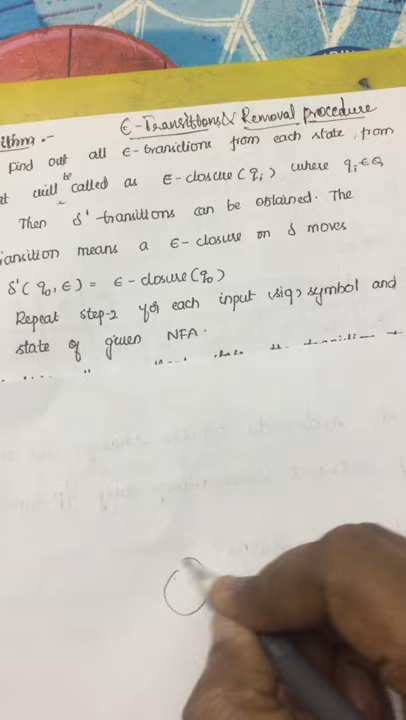 ithm :-
ε-Transitions & Removal procedure
Find out all ε-transitions from each state, from
will be called as ε-closure(qi) where qi∈Q
Then δ'-transitions can be obtained. The
transition means a ε-closure on δ moves
δ'(q0,ε) = ε-closure(q0)
Repeat step-2 for each input symbol and
state of given NFA.